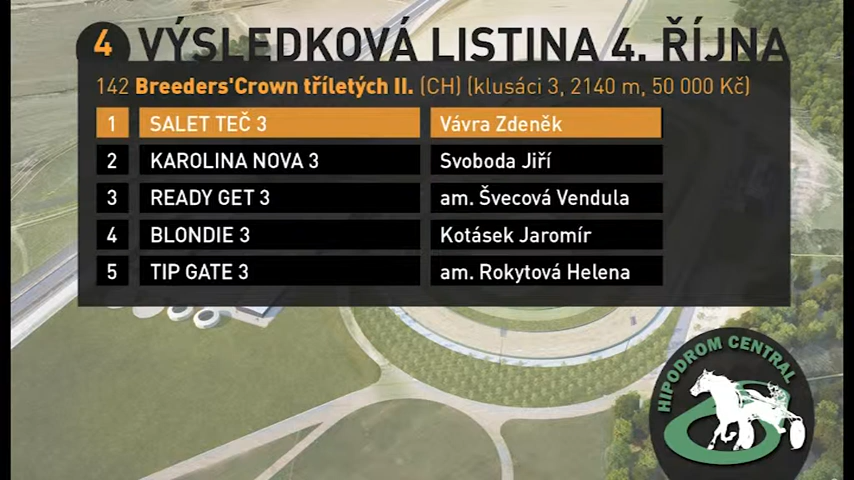 4 VÝSLEDKOVÁ LISTINA 4. ŘÍJNA
142 Breeders'Crown tříletých II. (CH) (klusáci 3, 2140 m, 50 000 Kč)
1 SALET TEČ 3 Vávra Zdeněk
2 KAROLINA NOVA 3 Svoboda Jiří
3 READY GET 3 am. Švecová Vendula
4 BLONDIE 3 Kotásek Jaromír
5 TIP GATE 3 am. Rokytová Helena
HIPODROM CENTRAL